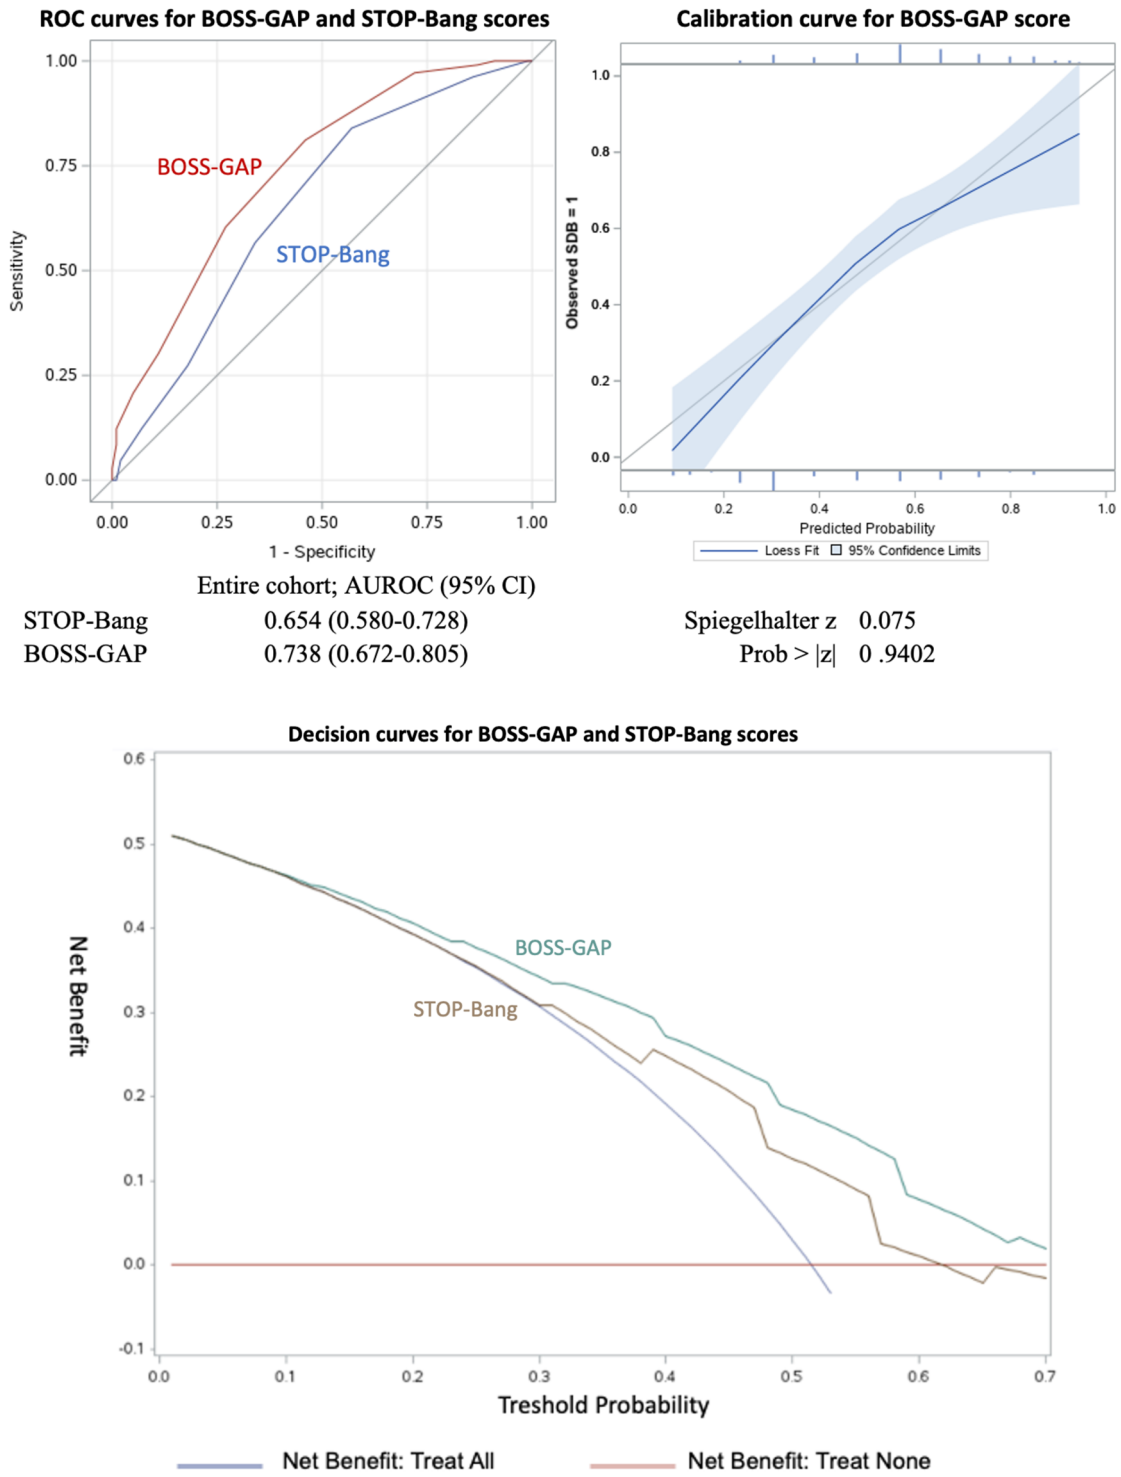 ROC curves for BOSS-GAP and STOP-Bang scores
1.00
0.75
0.50
0.25
0.00
Sensitivity
BOSS-GAP
STOP-Bang
0.00 0.25 0.50 0.75 1.00
1 - Specificity
Entire cohort; AUROC (95% CI)
STOP-Bang 0.654 (0.580-0.728)
BOSS-GAP 0.738 (0.672-0.805)
Calibration curve for BOSS-GAP score
1.0
0.8
0.6
0.4
0.2
0.0
Observed SDB = 1
0.0 0.2 0.4 0.6 0.8 1.0
Predicted Probability
Loess Fit 95% Confidence Limits
Spiegelhalter z 0.075
Prob > |z| 0 .9402
Decision curves for BOSS-GAP and STOP-Bang scores
0.6
0.5
0.4
0.3
0.2
0.1
0.0
-0.1
Net Benefit
BOSS-GAP
STOP-Bang
0.0 0.1 0.2 0.3 0.4 0.5 0.6 0.7
Treshold Probability
Net Benefit: Treat All Net Benefit: Treat None